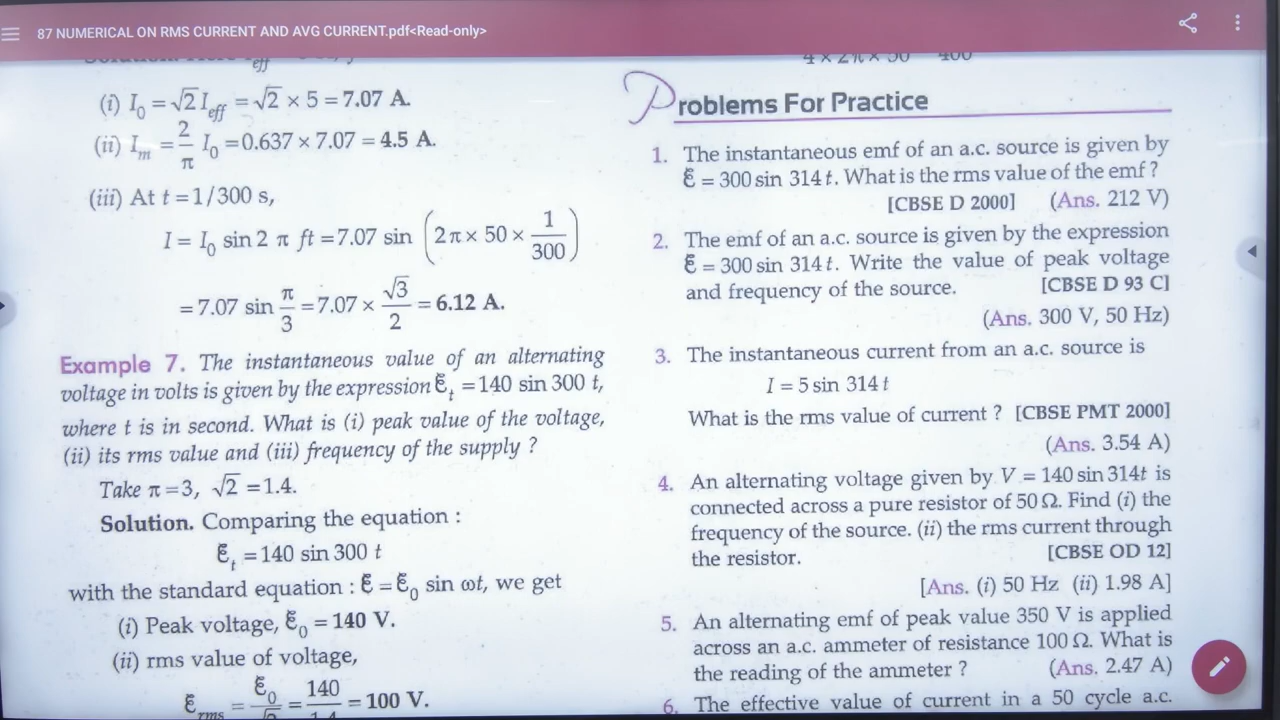 87 NUMERICAL ON RMS CURRENT AND AVG CURRENT.pdf<Read-only>
eff
(i) I₀ = √2 I_eff = √2 × 5 = 7.07 A.
(ii) I_m = 2/π I₀ = 0.637 × 7.07 = 4.5 A.
(iii) At t = 1/300 s,
I = I₀ sin 2 π ft = 7.07 sin (2π × 50 × 1/300)
= 7.07 sin π/3 = 7.07 × √3/2 = 6.12 A.
Example 7. The instantaneous value of an alternating
voltage in volts is given by the expression ℰ_t = 140 sin 300 t,
where t is in second. What is (i) peak value of the voltage,
(ii) its rms value and (iii) frequency of the supply ?
Take π = 3, √2 = 1.4.
Solution. Comparing the equation :
ℰ_t = 140 sin 300 t
with the standard equation : ℰ = ℰ₀ sin ωt, we get
(i) Peak voltage, ℰ₀ = 140 V.
(ii) rms value of voltage,
ℰ_rms = ℰ₀/√2 = 140/1.4 = 100 V.
4 × 2π × 50 400
Problems For Practice
1. The instantaneous emf of an a.c. source is given by
ℰ = 300 sin 314 t. What is the rms value of the emf ?
[CBSE D 2000] (Ans. 212 V)
2. The emf of an a.c. source is given by the expression
ℰ = 300 sin 314 t. Write the value of peak voltage
and frequency of the source. [CBSE D 93 C]
(Ans. 300 V, 50 Hz)
3. The instantaneous current from an a.c. source is
I = 5 sin 314 t
What is the rms value of current ? [CBSE PMT 2000]
(Ans. 3.54 A)
4. An alternating voltage given by V = 140 sin 314t is
connected across a pure resistor of 50 Ω. Find (i) the
frequency of the source. (ii) the rms current through
the resistor. [CBSE OD 12]
[Ans. (i) 50 Hz (ii) 1.98 A]
5. An alternating emf of peak value 350 V is applied
across an a.c. ammeter of resistance 100 Ω. What is
the reading of the ammeter ? (Ans. 2.47 A)
6. The effective value of current in a 50 cycle a.c.